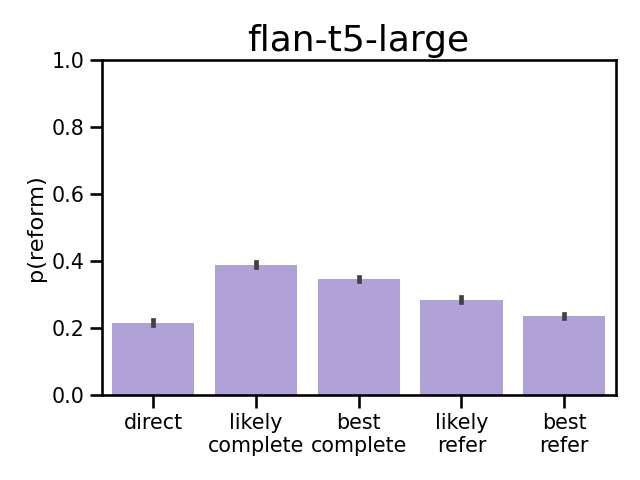 flan-t5-large
p(reform)
1.0
0.8
0.6
0.4
0.2
0.0
direct
likely
complete
best
complete
likely
refer
best
refer